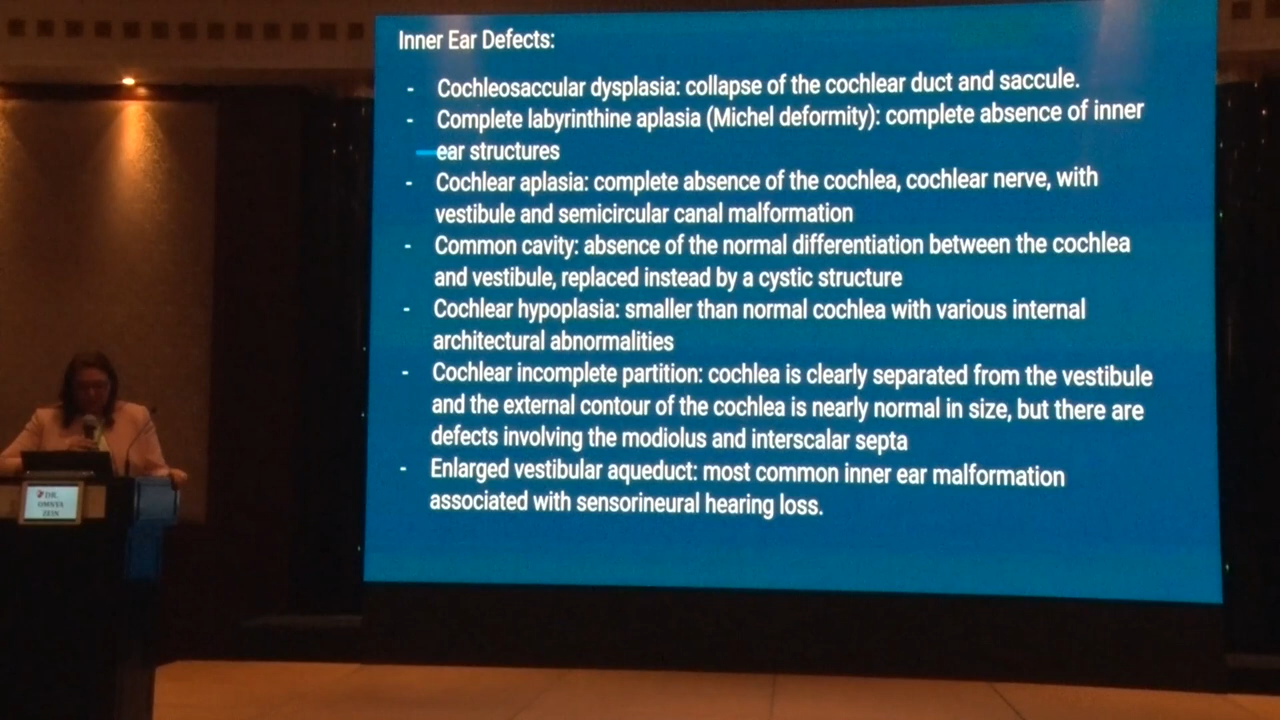 Inner Ear Defects:
- Cochleosaccular dysplasia: collapse of the cochlear duct and saccule.
- Complete labyrinthine aplasia (Michel deformity): complete absence of inner
ear structures
- Cochlear aplasia: complete absence of the cochlea, cochlear nerve, with
vestibule and semicircular canal malformation
- Common cavity: absence of the normal differentiation between the cochlea
and vestibule, replaced instead by a cystic structure
- Cochlear hypoplasia: smaller than normal cochlea with various internal
architectural abnormalities
- Cochlear incomplete partition: cochlea is clearly separated from the vestibule
and the external contour of the cochlea is nearly normal in size, but there are
defects involving the modiolus and interscalar septa
- Enlarged vestibular aqueduct: most common inner ear malformation
associated with sensorineural hearing loss.
DR.